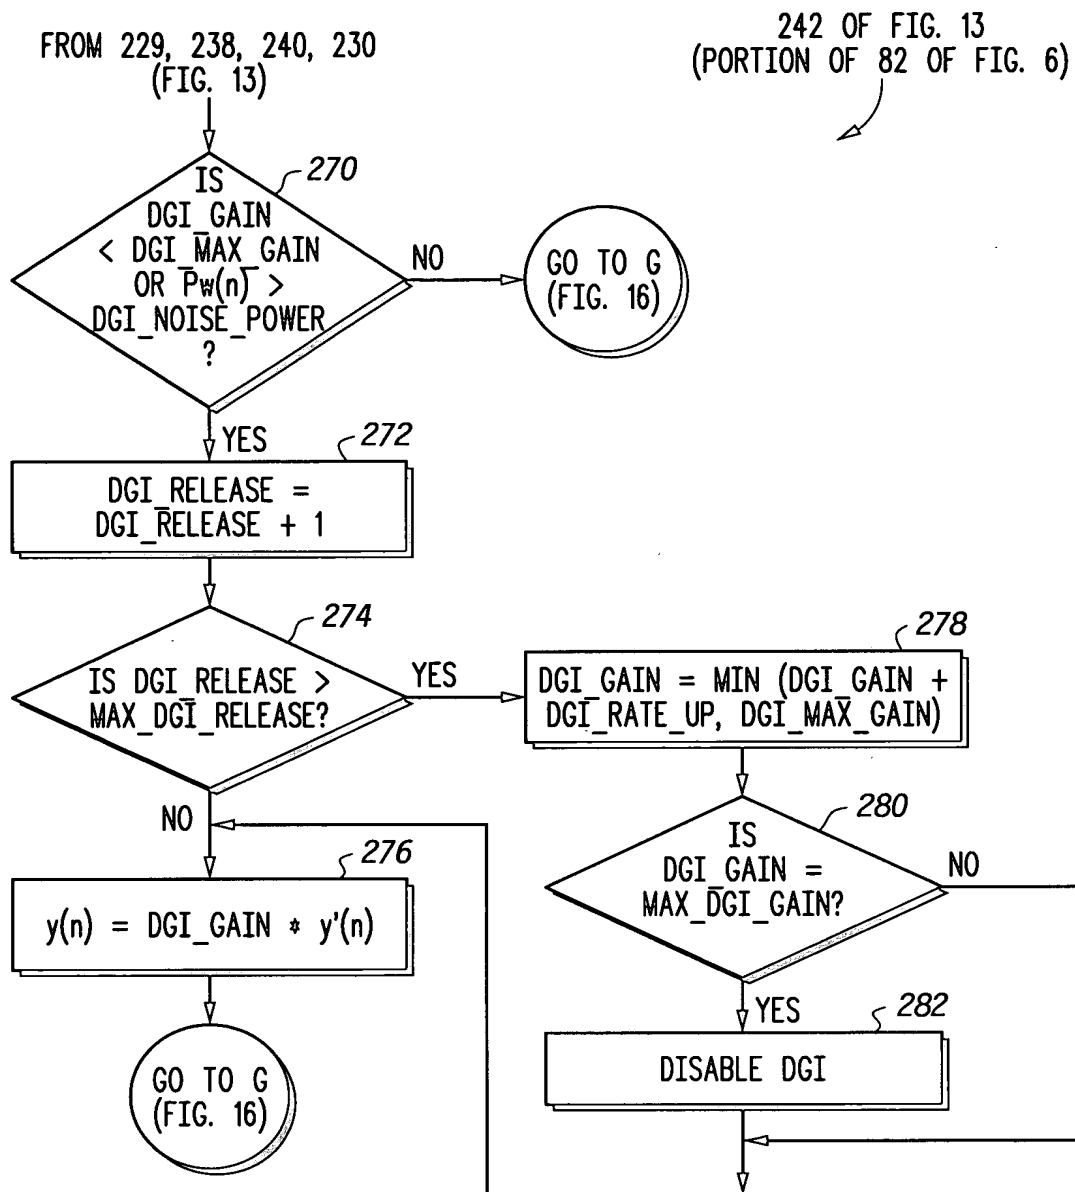 FROM 229, 238, 240, 230
(FIG. 13)
242 OF FIG. 13
(PORTION OF 82 OF FIG. 6)
270
IS
DGI_GAIN
< DGI_MAX_GAIN
OR Pw(n) >
DGI_NOISE_POWER
?
NO
GO TO G
(FIG. 16)
YES
272
DGI_RELEASE =
DGI_RELEASE + 1
274
IS DGI_RELEASE >
MAX_DGI_RELEASE?
YES
278
DGI_GAIN = MIN (DGI_GAIN +
DGI_RATE_UP, DGI_MAX_GAIN)
NO
276
y(n) = DGI_GAIN * y'(n)
GO TO G
(FIG. 16)
280
IS
DGI_GAIN =
MAX_DGI_GAIN?
NO
YES
282
DISABLE DGI